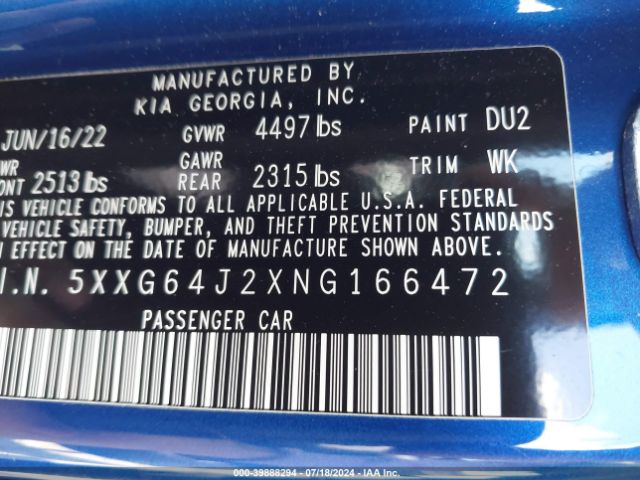 MANUFACTURED BY
KIA GEORGIA, INC.
JUN/16/22 GVWR 4497 lbs PAINT DU2
GAWR
2513 lbs REAR 2315 lbs TRIM WK
VEHICLE CONFORMS TO ALL APPLICABLE U.S.A. FEDERAL
VEHICLE SAFETY, BUMPER, AND THEFT PREVENTION STANDARDS
EFFECT ON THE DATE OF MANUFACTURE SHOWN ABOVE.
I.N. 5XXG64J2XNG166472
PASSENGER CAR
000-39888294 // 07/18/2024 - IAA Inc.